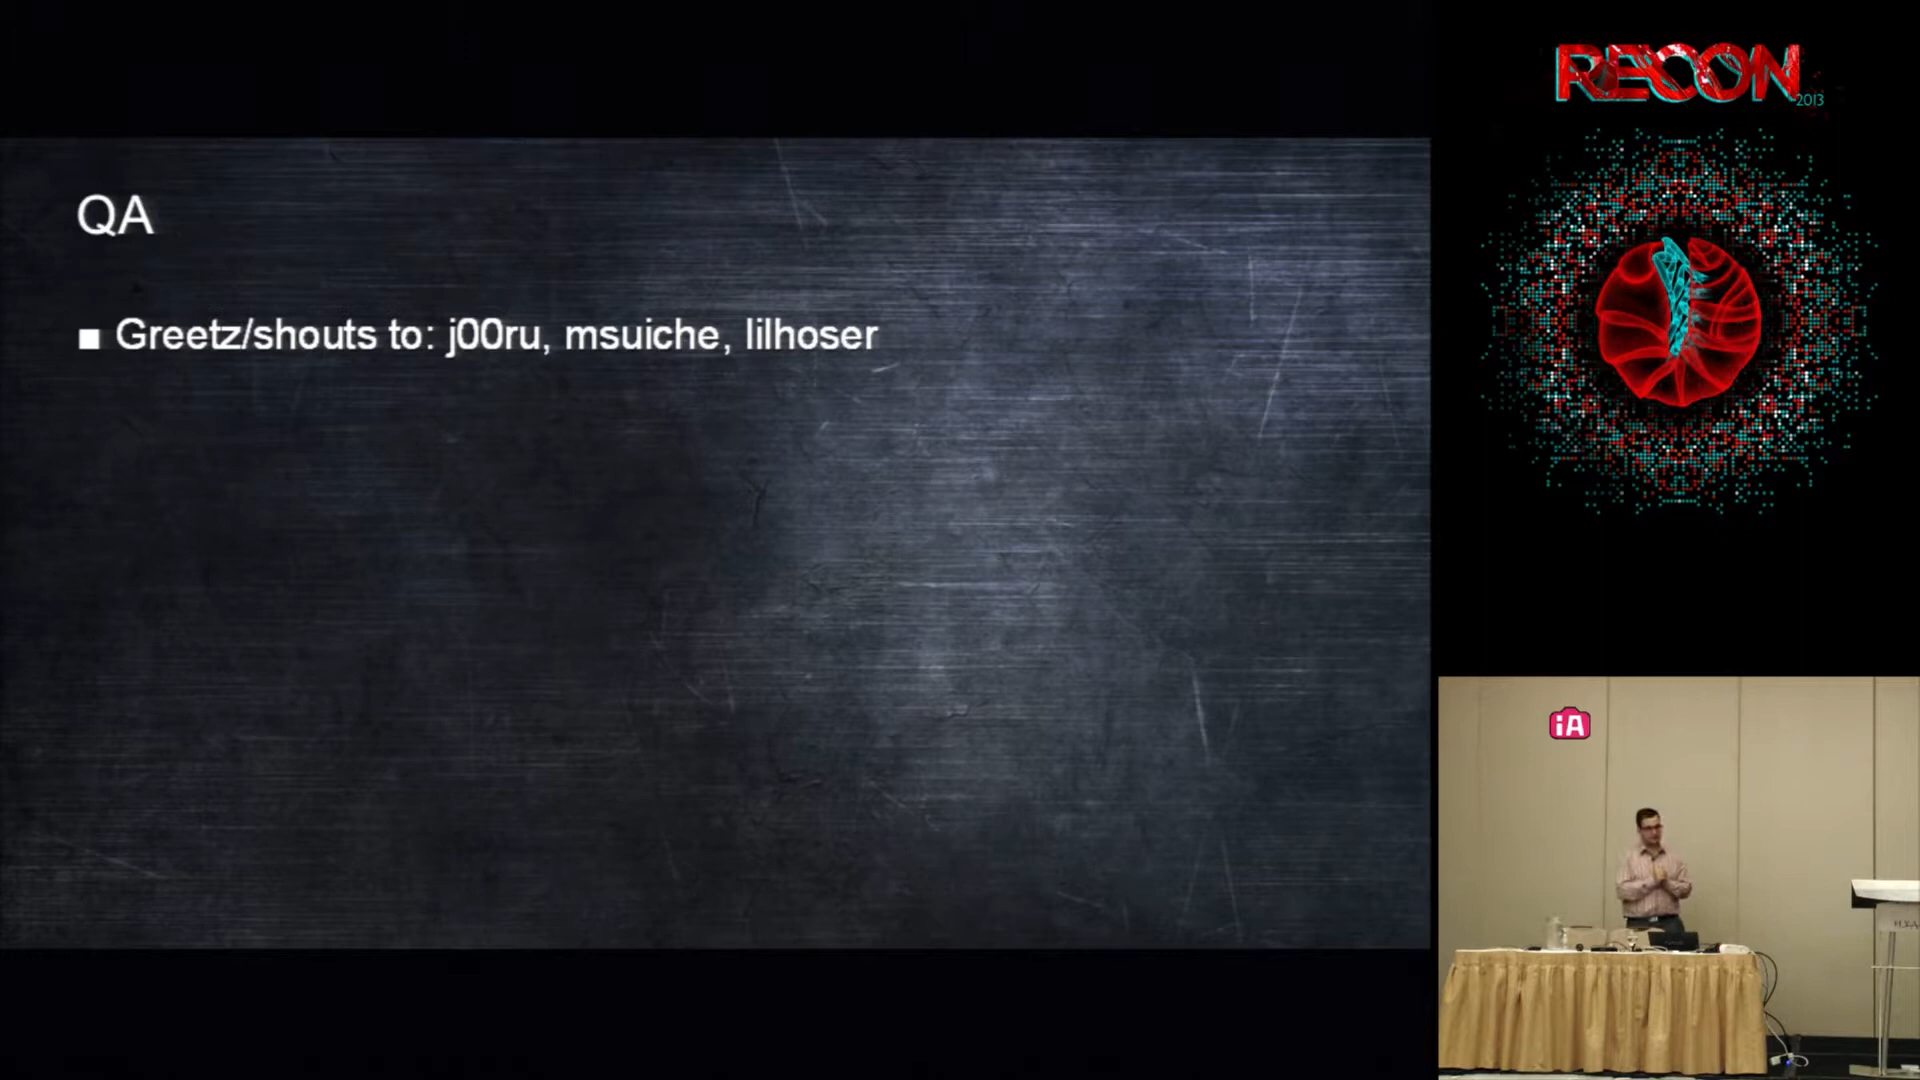 QA
■ Greetz/shouts to: j00ru, msuiche, lilhoser
RECON
2013
iA